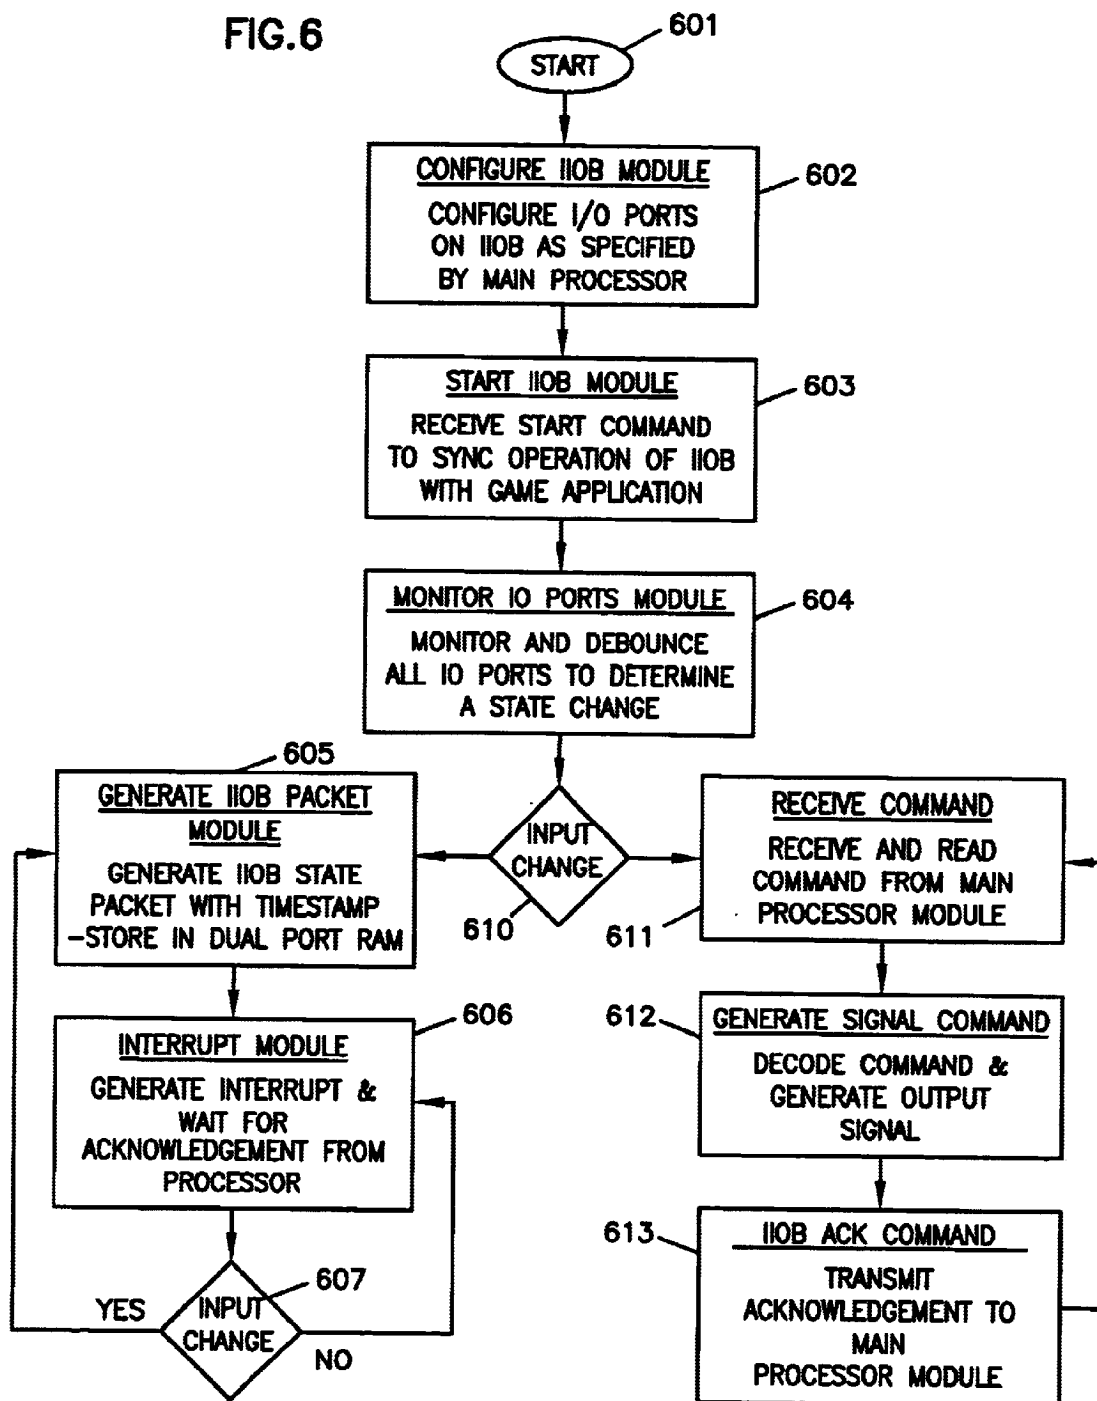 FIG.6
601
START
CONFIGURE IIOB MODULE
602
CONFIGURE I/O PORTS
ON IIOB AS SPECIFIED
BY MAIN PROCESSOR
START IIOB MODULE
603
RECEIVE START COMMAND
TO SYNC OPERATION OF IIOB
WITH GAME APPLICATION
MONITOR IO PORTS MODULE
604
MONITOR AND DEBOUNCE
ALL IO PORTS TO DETERMINE
A STATE CHANGE
605
GENERATE IIOB PACKET
MODULE
GENERATE IIOB STATE
PACKET WITH TIMESTAMP
-STORE IN DUAL PORT RAM
INPUT
CHANGE
610
RECEIVE COMMAND
RECEIVE AND READ
COMMAND FROM MAIN
PROCESSOR MODULE
611
606
INTERRUPT MODULE
GENERATE INTERRUPT &
WAIT FOR
ACKNOWLEDGEMENT FROM
PROCESSOR
612
GENERATE SIGNAL COMMAND
DECODE COMMAND &
GENERATE OUTPUT
SIGNAL
607
INPUT
CHANGE
YES
NO
613
IIOB ACK COMMAND
TRANSMIT
ACKNOWLEDGEMENT TO
MAIN
PROCESSOR MODULE